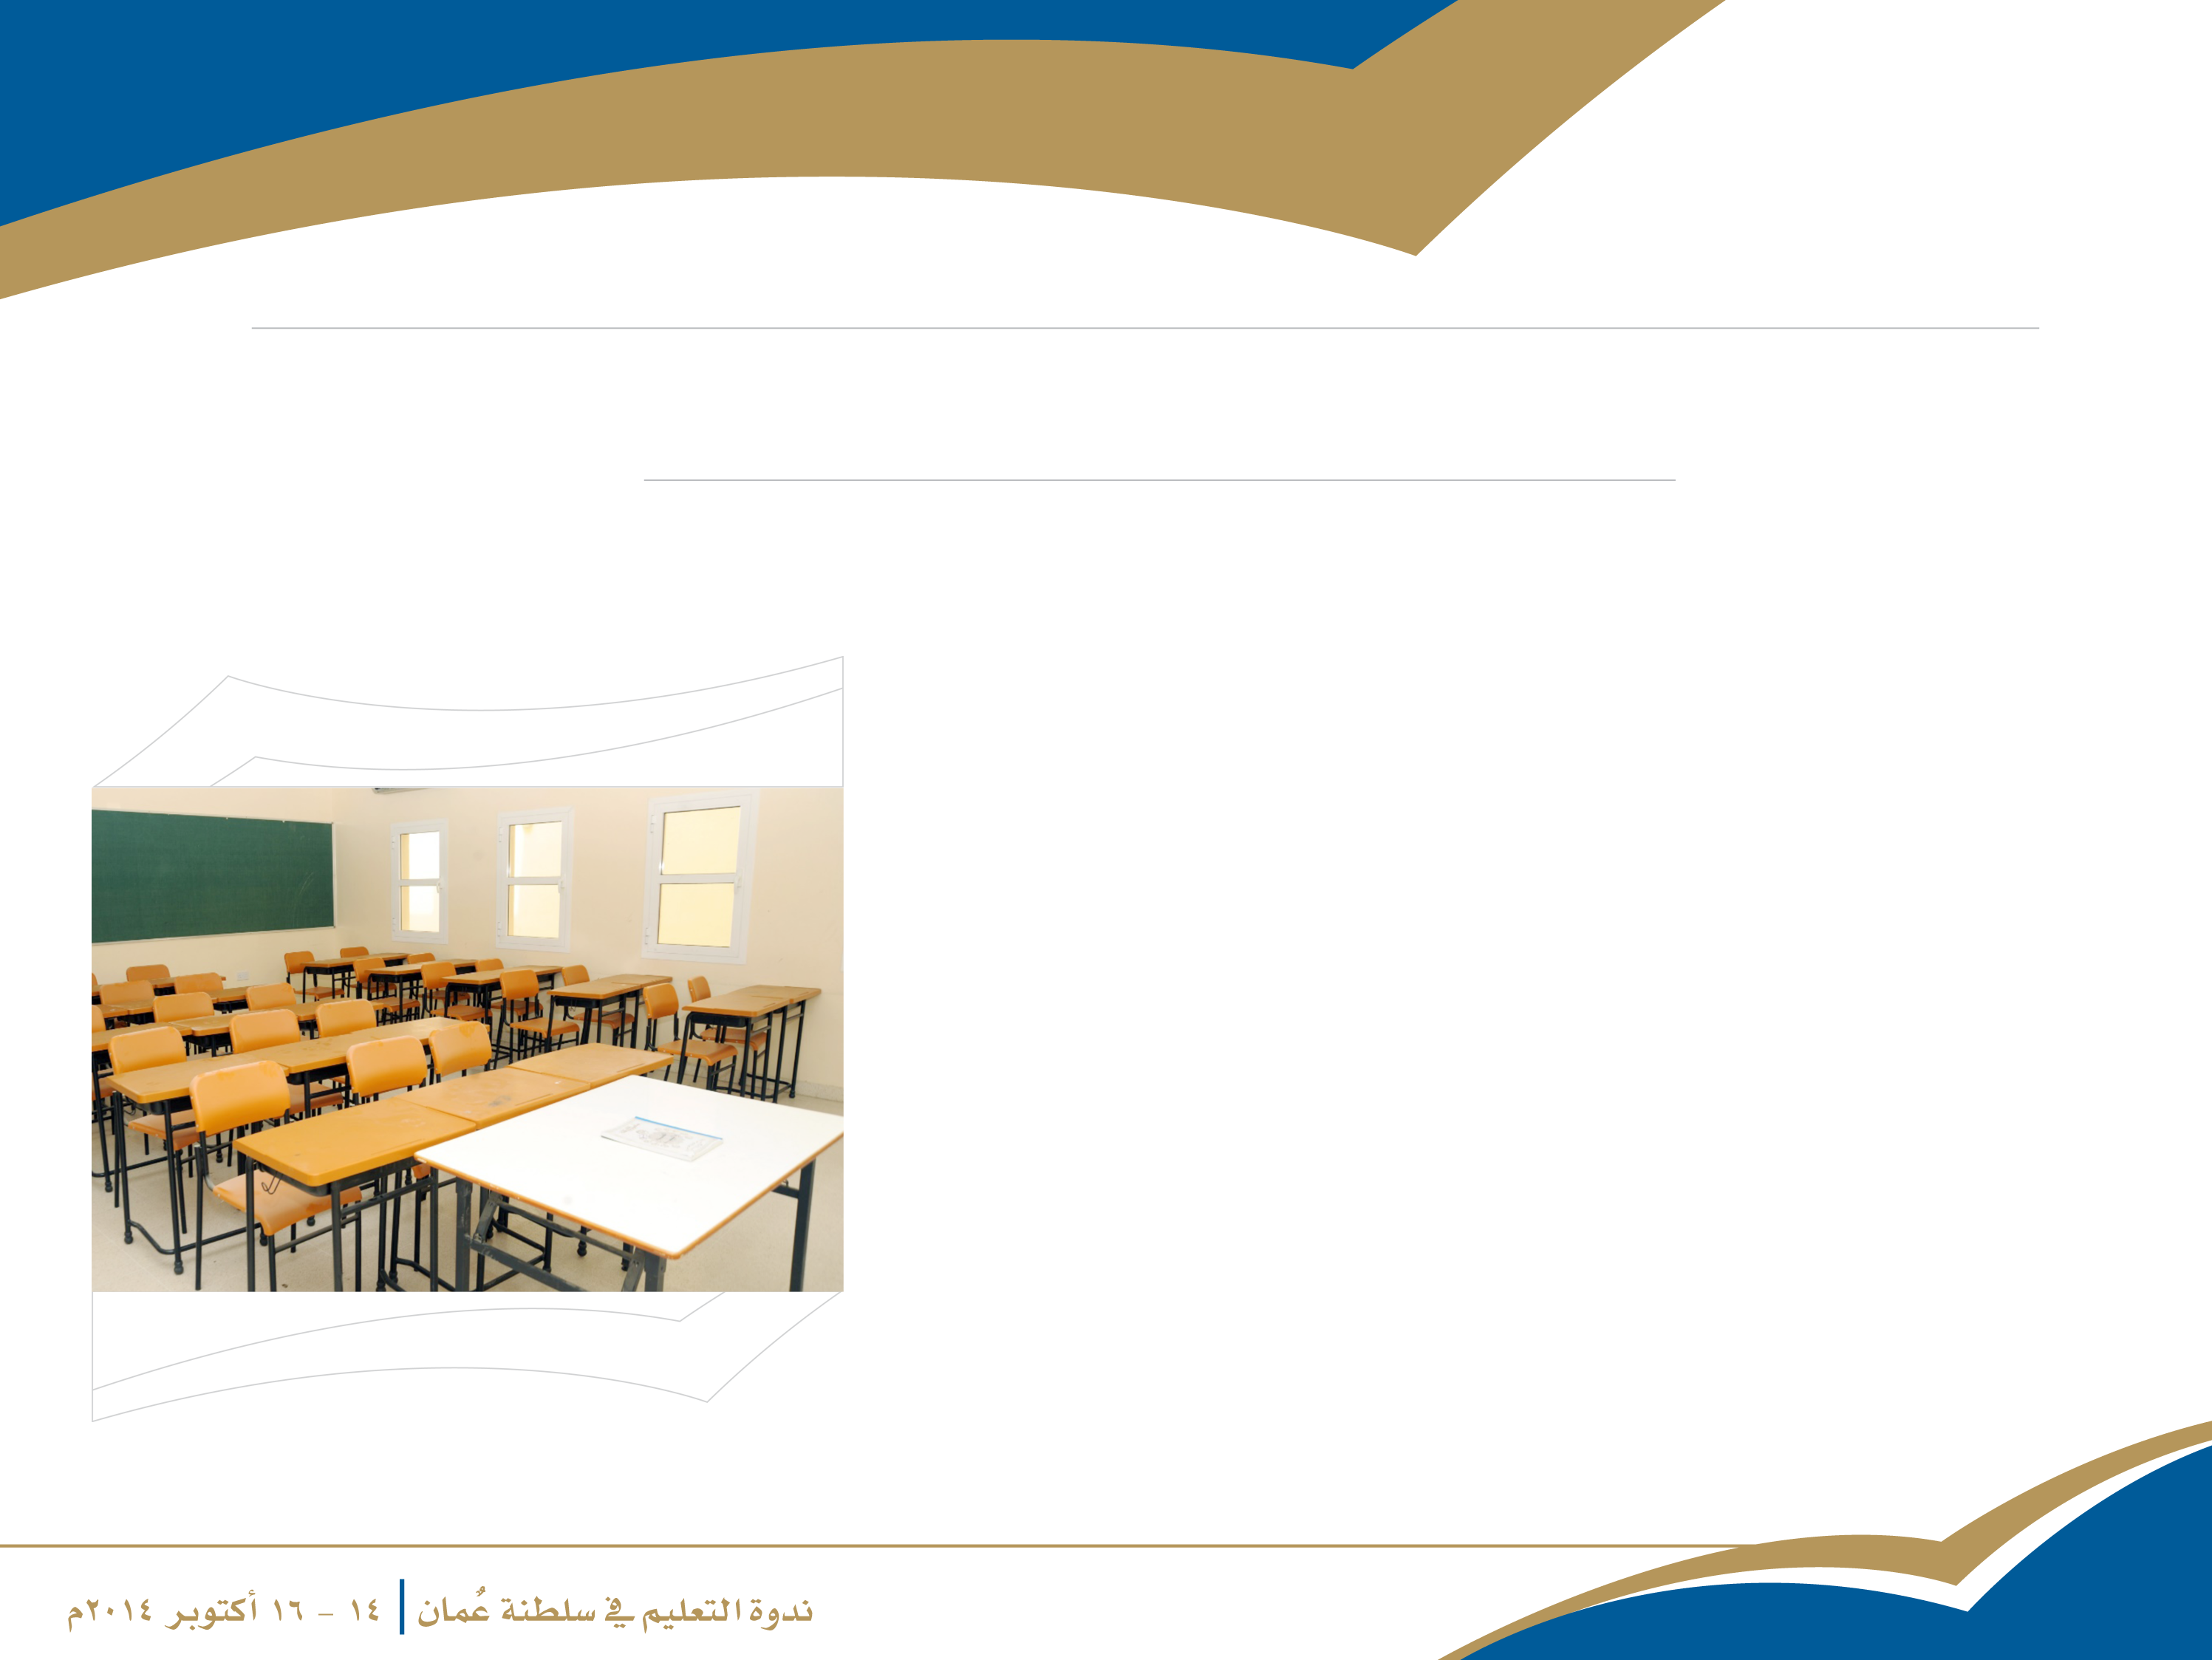 ندوة التعليم في سلطنة عُمان | ١٤ – ١٦ أكتوبر ٢٠١٤م